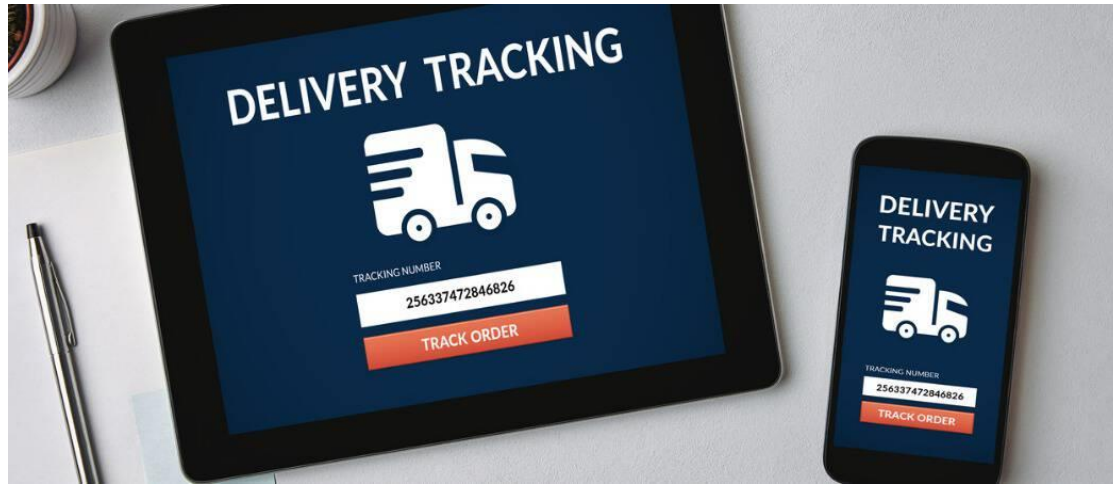 DELIVERY TRACKING
TRACKING NUMBER
256337472846826
TRACK ORDER
DELIVERY
TRACKING
TRACKING NUMBER
256337472846826
TRACK ORDER